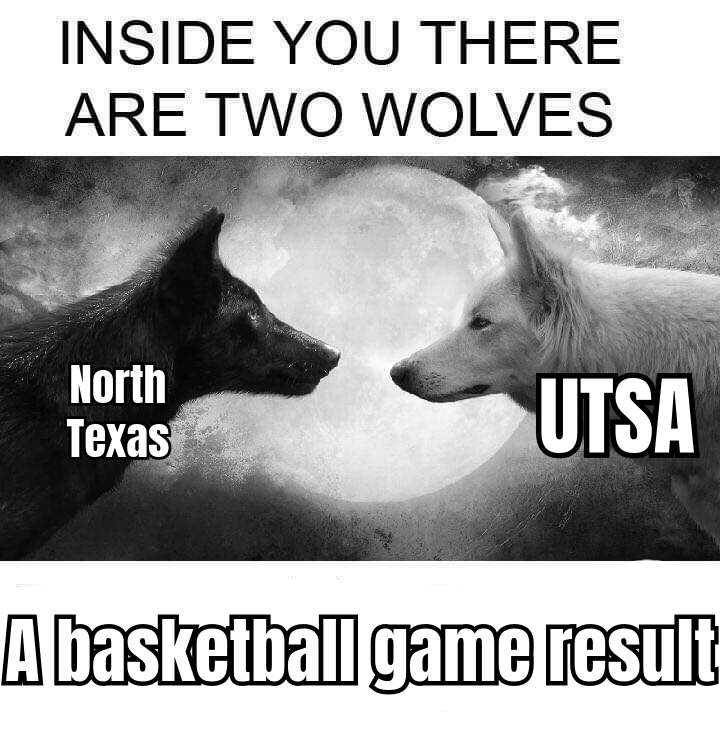 INSIDE YOU THERE
ARE TWO WOLVES
North
Texas
UTSA
A basketball game result